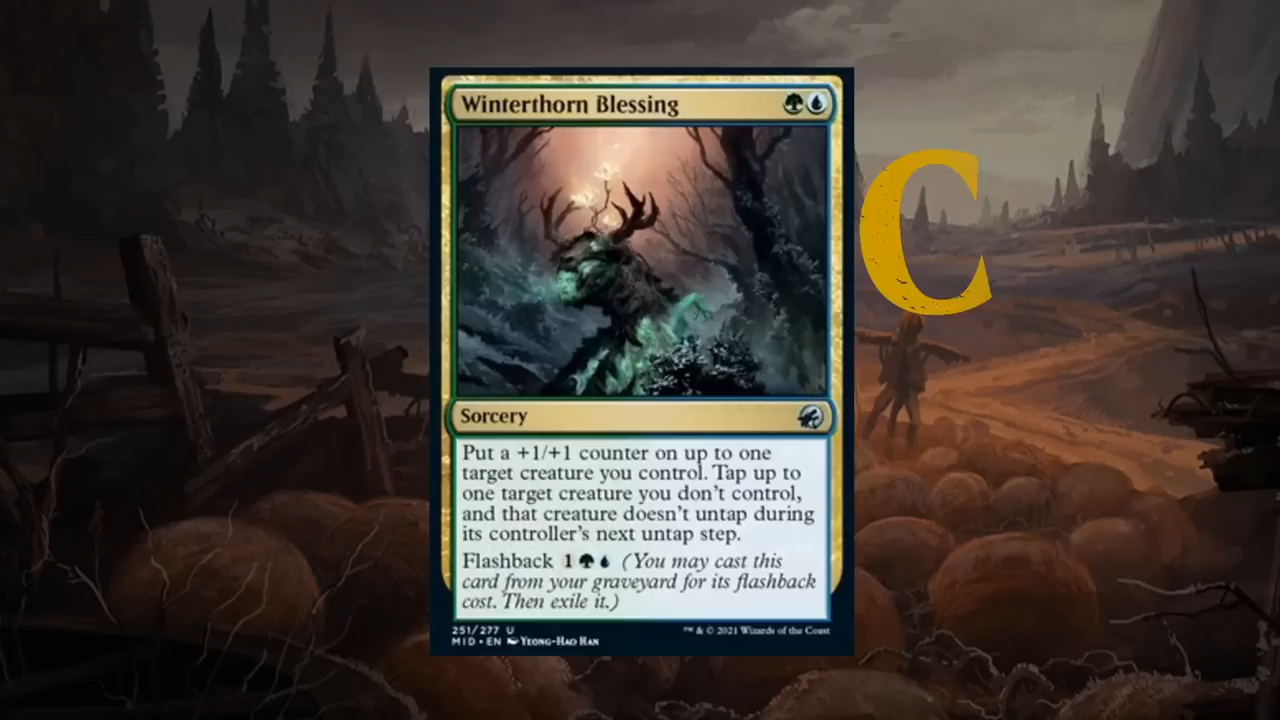 Winterthorn Blessing
C
Sorcery
Put a +1/+1 counter on up to one
target creature you control. Tap up to
one target creature you don't control,
and that creature doesn't untap during
its controller's next untap step.
Flashback 1 (You may cast this
card from your graveyard for its flashback
cost. Then exile it.)
251/277 U
MID • EN Yeong-Hao Han
™ & © 2021 Wizards of the Coast